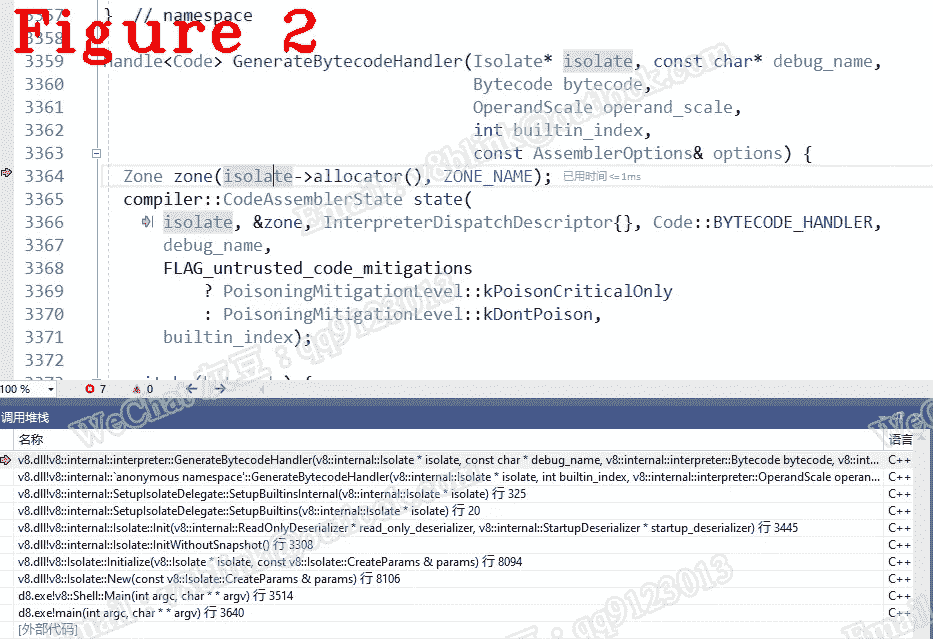 3357 } // namespace
Figure 2
3358
3359 Handle<Code> GenerateBytecodeHandler(Isolate* isolate, const char* debug_name,
3360 Bytecode bytecode,
3361 OperandScale operand_scale,
3362 int builtin_index,
3363 const AssemblerOptions& options) {
3364 Zone zone(isolate->allocator(), ZONE_NAME); 已用时间<=1ms
3365 compiler::CodeAssemblerState state(
3366 isolate, &zone, InterpreterDispatchDescriptor{}, Code::BYTECODE_HANDLER,
3367 debug_name,
3368 FLAG_untrusted_code_mitigations
3369 ? PoisoningMitigationLevel::kPoisonCriticalOnly
3370 : PoisoningMitigationLevel::kDontPoison,
3371 builtin_index);
3372
100 % 7 0
调用堆栈
名称 语言
v8.dll!v8::internal::interpreter::GenerateBytecodeHandler(v8::internal::Isolate * isolate, const char * debug_name, v8::internal::interpreter::Bytecode bytecode, v8::int... C++
v8.dll!v8::internal::`anonymous namespace'::GenerateBytecodeHandler(v8::internal::Isolate * isolate, int builtin_index, v8::internal::interpreter::OperandScale operan... C++
v8.dll!v8::internal::SetupIsolateDelegate::SetupBuiltinsInternal(v8::internal::Isolate * isolate) 行 325 C++
v8.dll!v8::internal::SetupIsolateDelegate::SetupBuiltins(v8::internal::Isolate * isolate) 行 20 C++
v8.dll!v8::internal::Isolate::Init(v8::internal::ReadOnlyDeserializer * read_only_deserializer, v8::internal::StartupDeserializer * startup_deserializer) 行 3445 C++
v8.dll!v8::internal::Isolate::InitWithoutSnapshot() 行 3308 C++
v8.dll!v8::Isolate::Initialize(v8::Isolate * isolate, const v8::Isolate::CreateParams & params) 行 8094 C++
v8.dll!v8::Isolate::New(const v8::Isolate::CreateParams & params) 行 8106 C++
d8.exe!v8::Shell::Main(int argc, char * * argv) 行 3514 C++
d8.exe!main(int argc, char * * argv) 行 3640 C++
[外部代码]
Email: v8blink@outlook.com
WeChat 灰豆：qq9123013